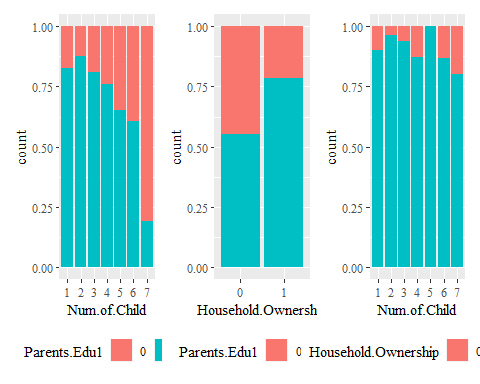 1.00
0.75
0.50
0.25
0.00
count
1 2 3 4 5 6 7
Num.of.Child
1.00
0.75
0.50
0.25
0.00
count
0 1
Household.Ownersh
1.00
0.75
0.50
0.25
0.00
count
1 2 3 4 5 6 7
Num.of.Child
Parents.Edu1 0
Parents.Edu1 0
Household.Ownership 0